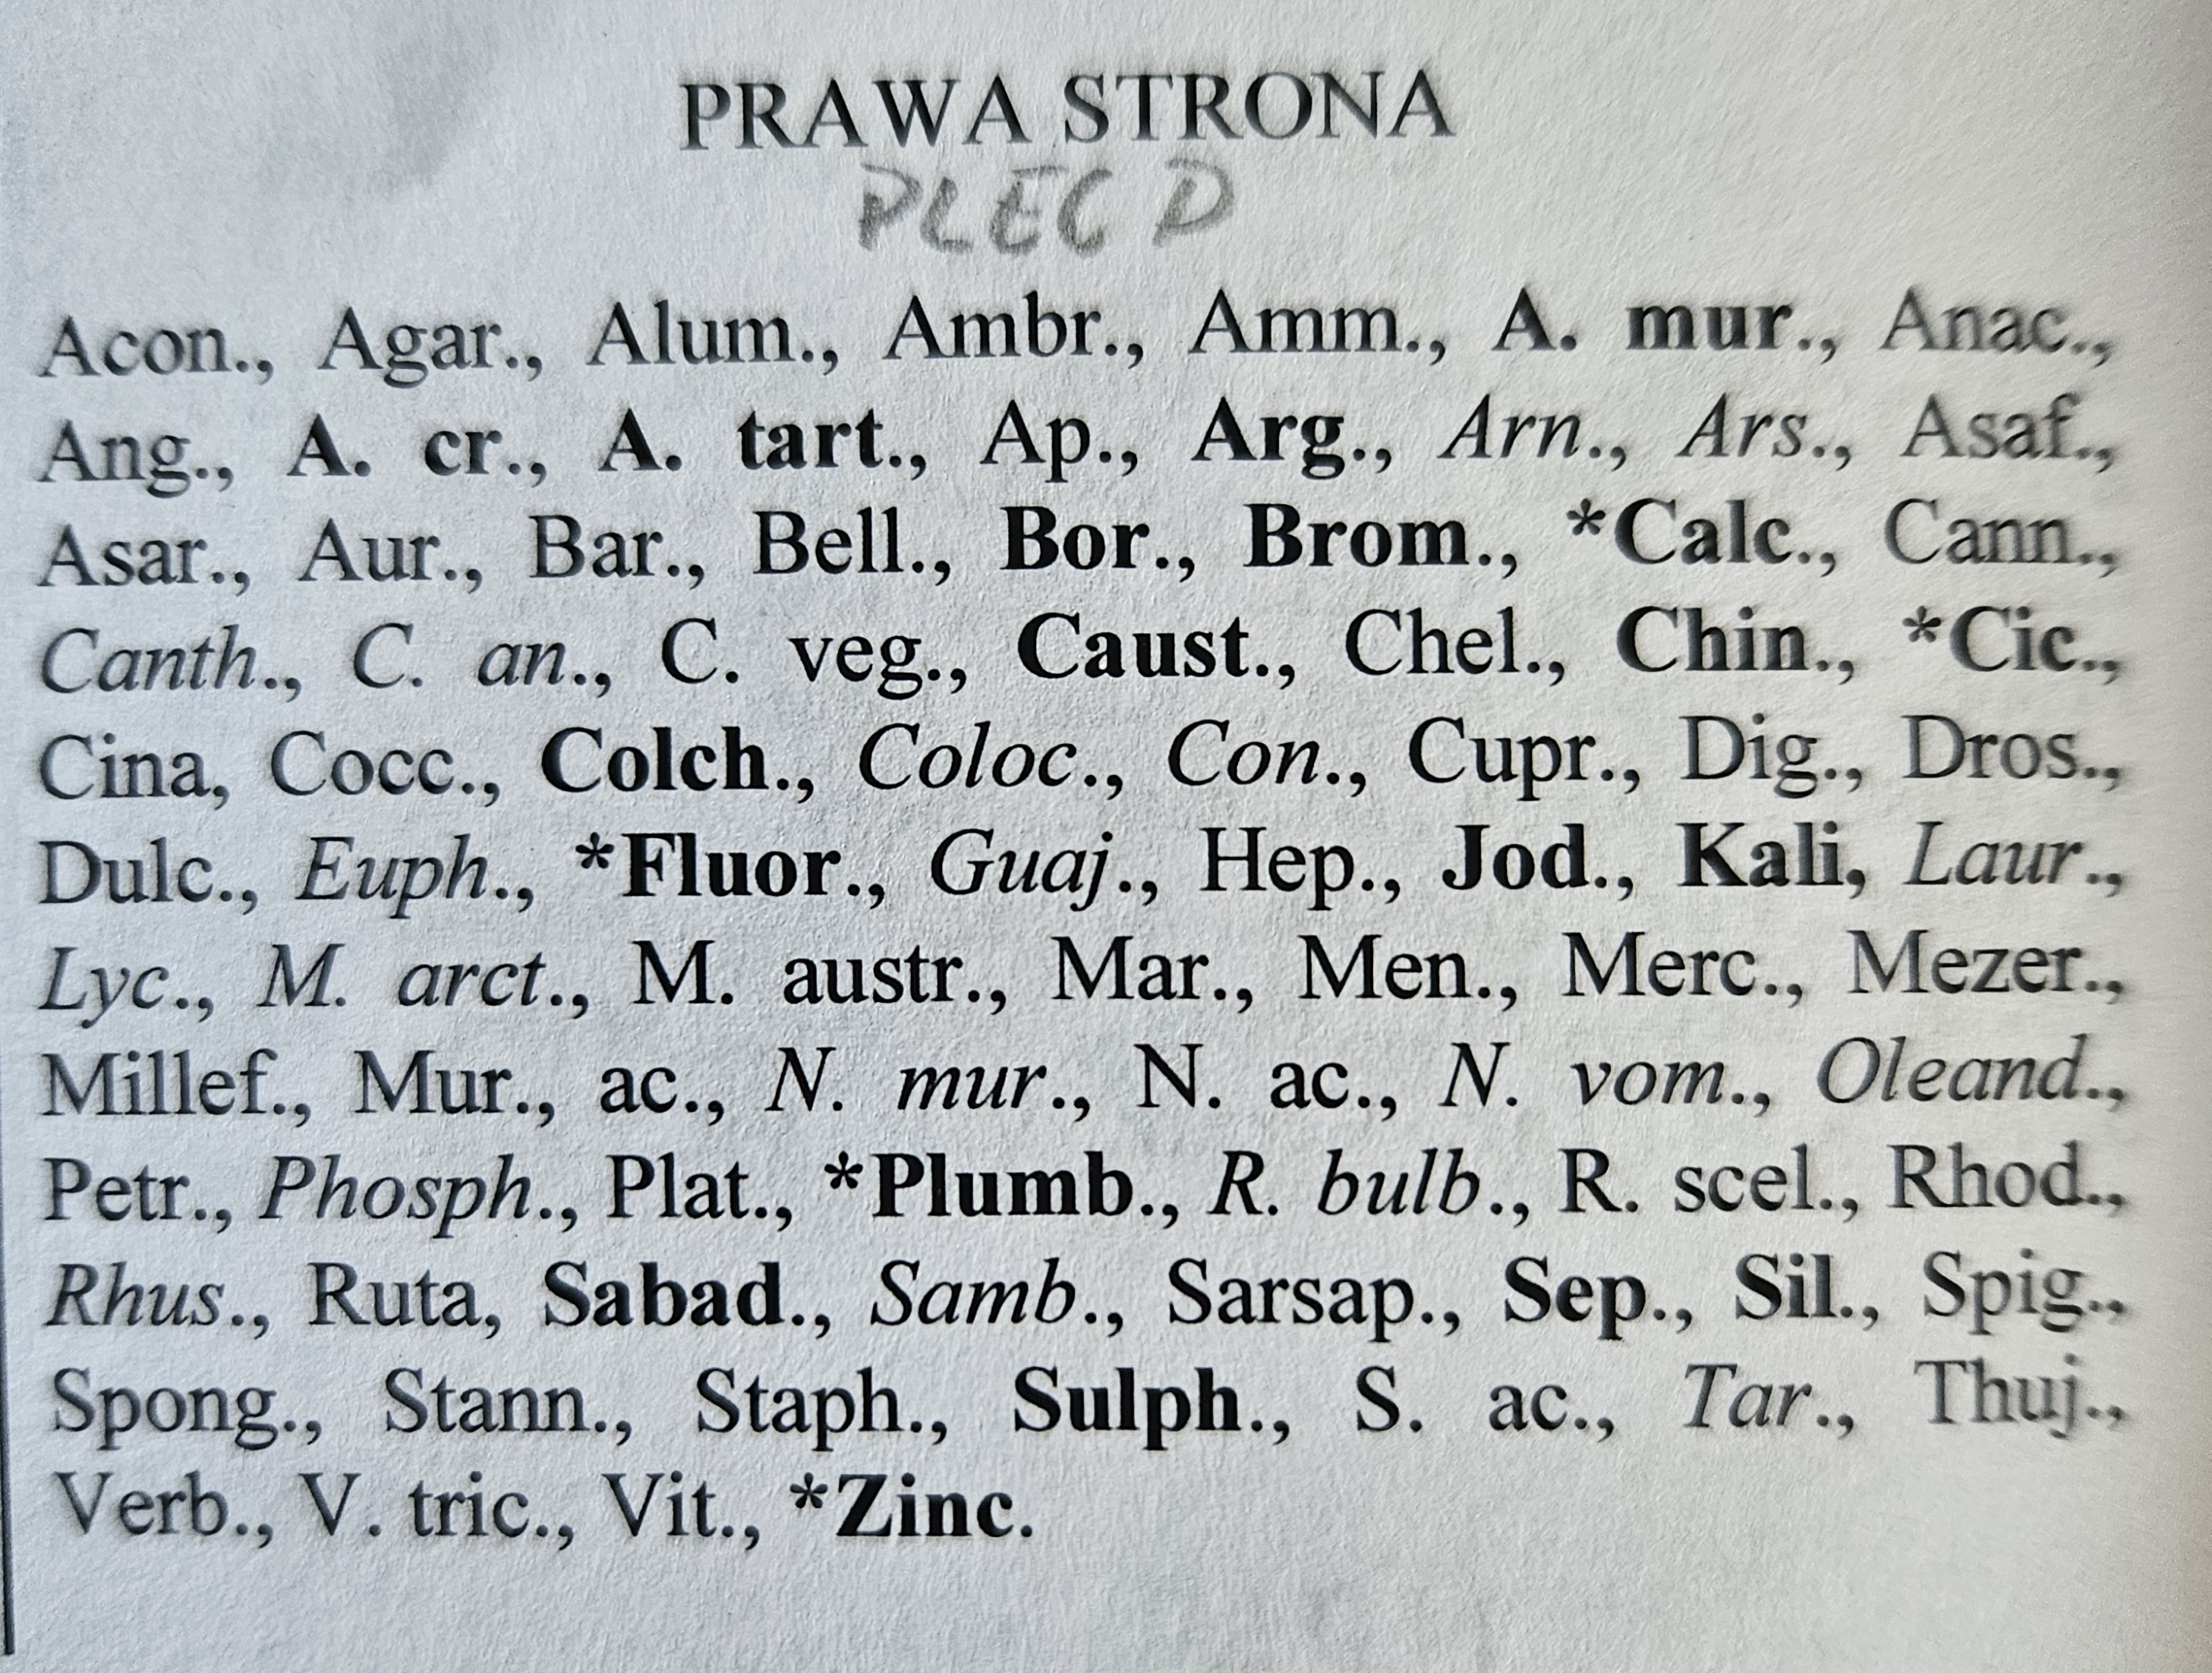 PRAWA STRONA
PLEC D
Acon., Agar., Alum., Ambr., Amm., A. mur., Anac.,
Ang., A. cr., A. tart., Ap., Arg., Arn., Ars., Asaf.,
Asar., Aur., Bar., Bell., Bor., Brom., *Calc., Cann.,
Canth., C. an., C. veg., Caust., Chel., Chin., *Cic.,
Cina, Cocc., Colch., Coloc., Con., Cupr., Dig., Dros.,
Dulc., Euph., *Fluor., Guaj., Hep., Jod., Kali, Laur.,
Lyc., M. arct., M. austr., Mar., Men., Merc., Mezer.,
Millef., Mur., ac., N. mur., N. ac., N. vom., Oleand.,
Petr., Phosph., Plat., *Plumb., R. bulb., R. scel., Rhod.,
Rhus., Ruta, Sabad., Samb., Sarsap., Sep., Sil., Spig.,
Spong., Stann., Staph., Sulph., S. ac., Tar., Thuj.,
Verb., V. tric., Vit., *Zinc.